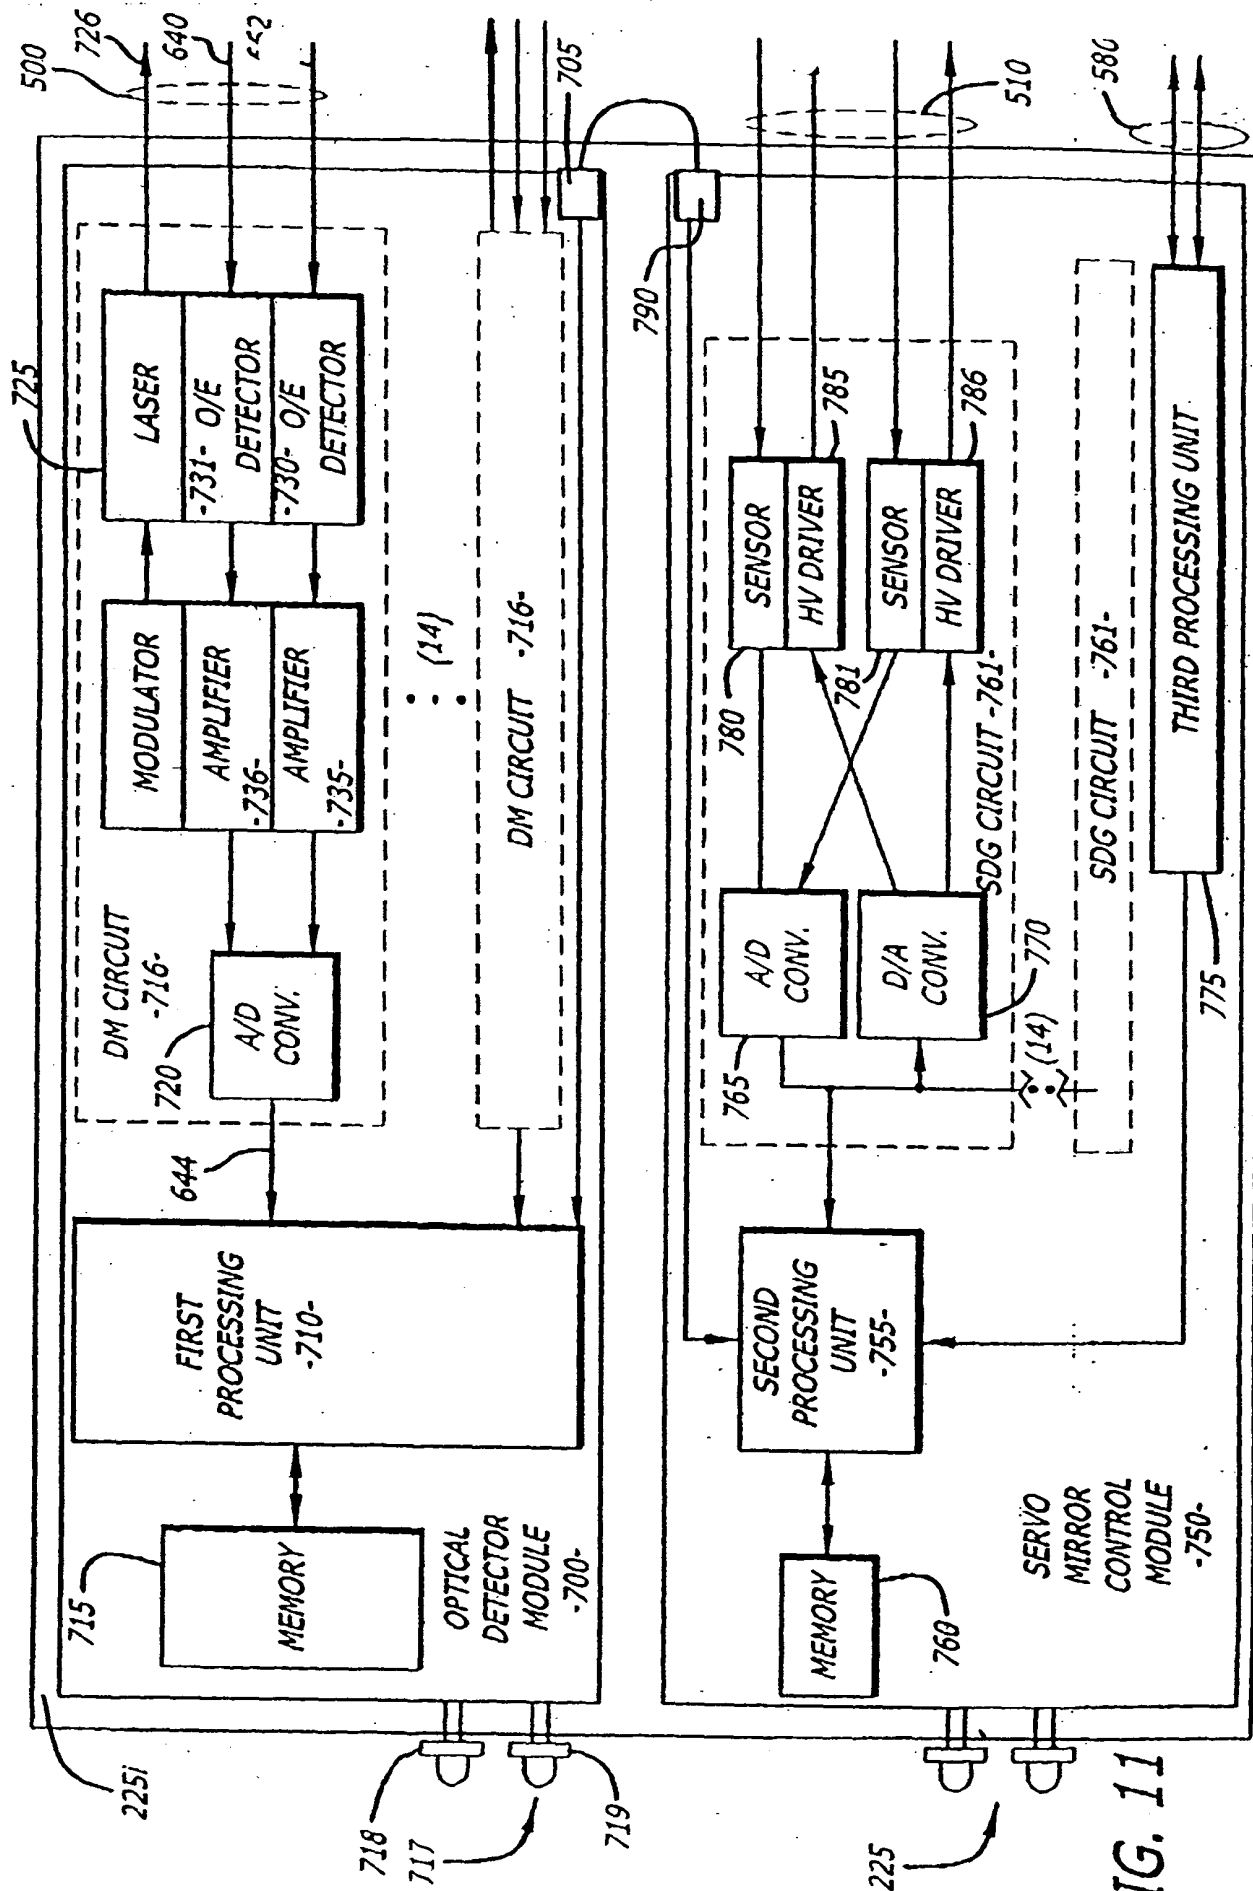 225i
715
MEMORY
OPTICAL
DETECTOR
MODULE
-700-
718
717
719
FIRST
PROCESSING
UNIT
-710-
644
DM CIRCUIT
-716-
720
A/D
CONV.
MODULATOR
AMPLIFIER
-736-
AMPLIFIER
-735-
725
LASER
-731- O/E
DETECTOR
-730- O/E
DETECTOR
(14)
DM CIRCUIT -716-
500
726
640
705
790
MEMORY
760
SERVO
MIRROR
CONTROL
MODULE
-750-
225
SECOND
PROCESSING
UNIT
-755-
765
A/D
CONV.
D/A
CONV.
770
(14)
780
SENSOR
HV DRIVER
785
781
SENSOR
HV DRIVER
786
SDG CIRCUIT -761-
SDG CIRCUIT -761-
775
THIRD PROCESSING UNIT
510
580
IG. 11